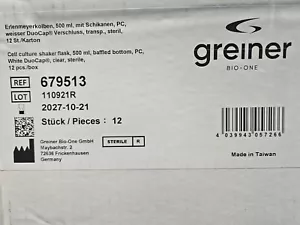 Erlenmeyerkolben, 500 ml, mit Schikanen, PC,
weisser DuoCap® Verschluss, transp., steril,
12 St./Karton
Cell culture shaker flask, 500 ml, baffled bottom, PC,
White DuoCap®, clear, sterile,
12 pcs./box
greiner
BIO-ONE
REF 679513
LOT 110921R
2027-10-21
Stück / Pieces : 12
Greiner Bio-One GmbH
Maybachstr. 2
72636 Frickenhausen
Germany
STERILE R
4 039943 057266
Made in Taiwan